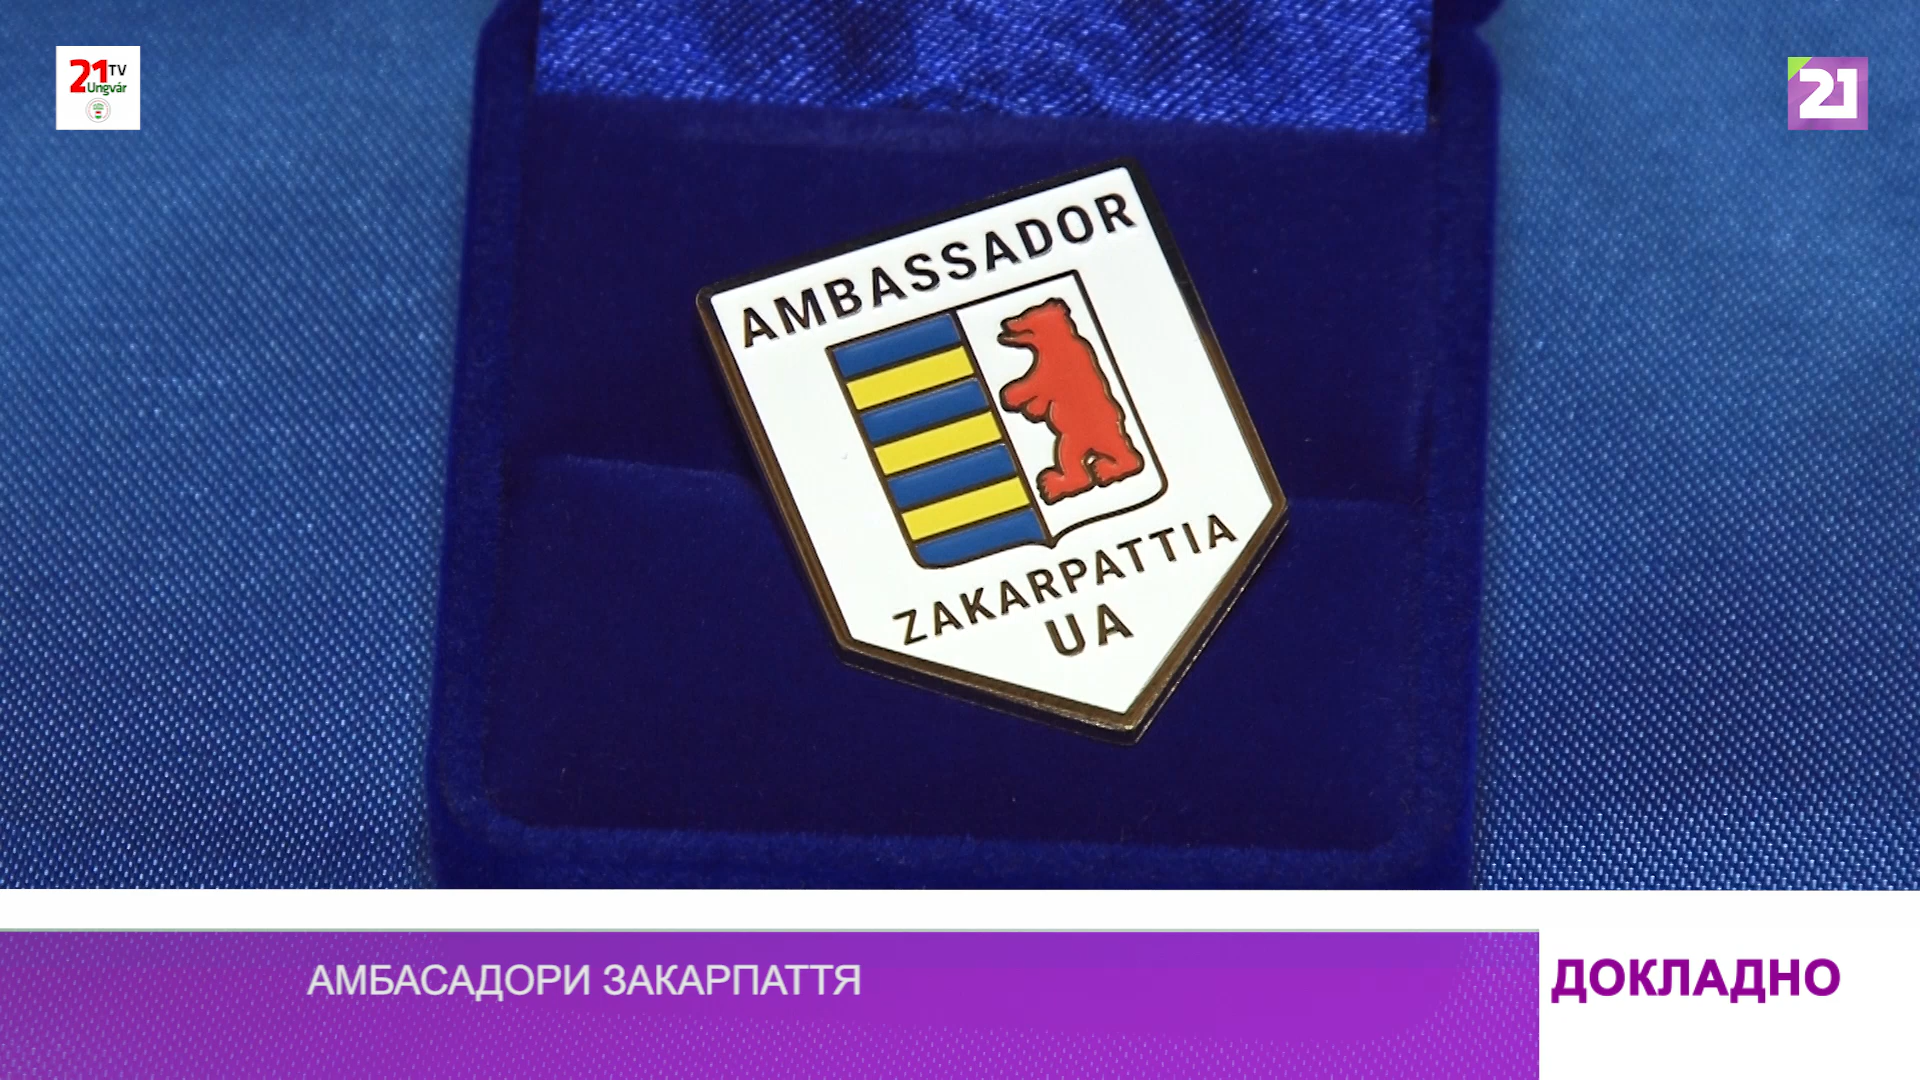 21 TV
Ungvár
21
AMBASSADOR
ZAKARPATTIA
UA
АМБАСАДОРИ ЗАКАРПАТТЯ
ДОКЛАДНО